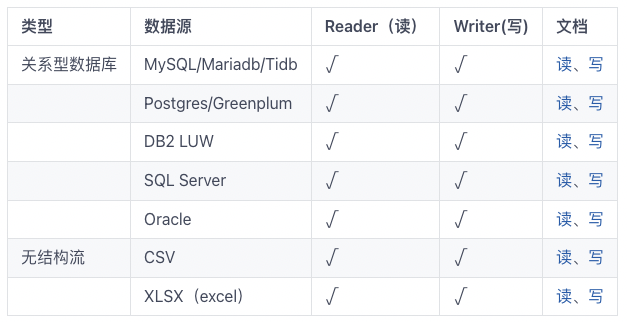 类型 数据源 Reader（读） Writer(写) 文档
关系型数据库 MySQL/Mariadb/Tidb √ √ 读、写
Postgres/Greenplum √ √ 读、写
DB2 LUW √ √ 读、写
SQL Server √ √ 读、写
Oracle √ √ 读、写
无结构流 CSV √ √ 读、写
XLSX（excel） √ √ 读、写